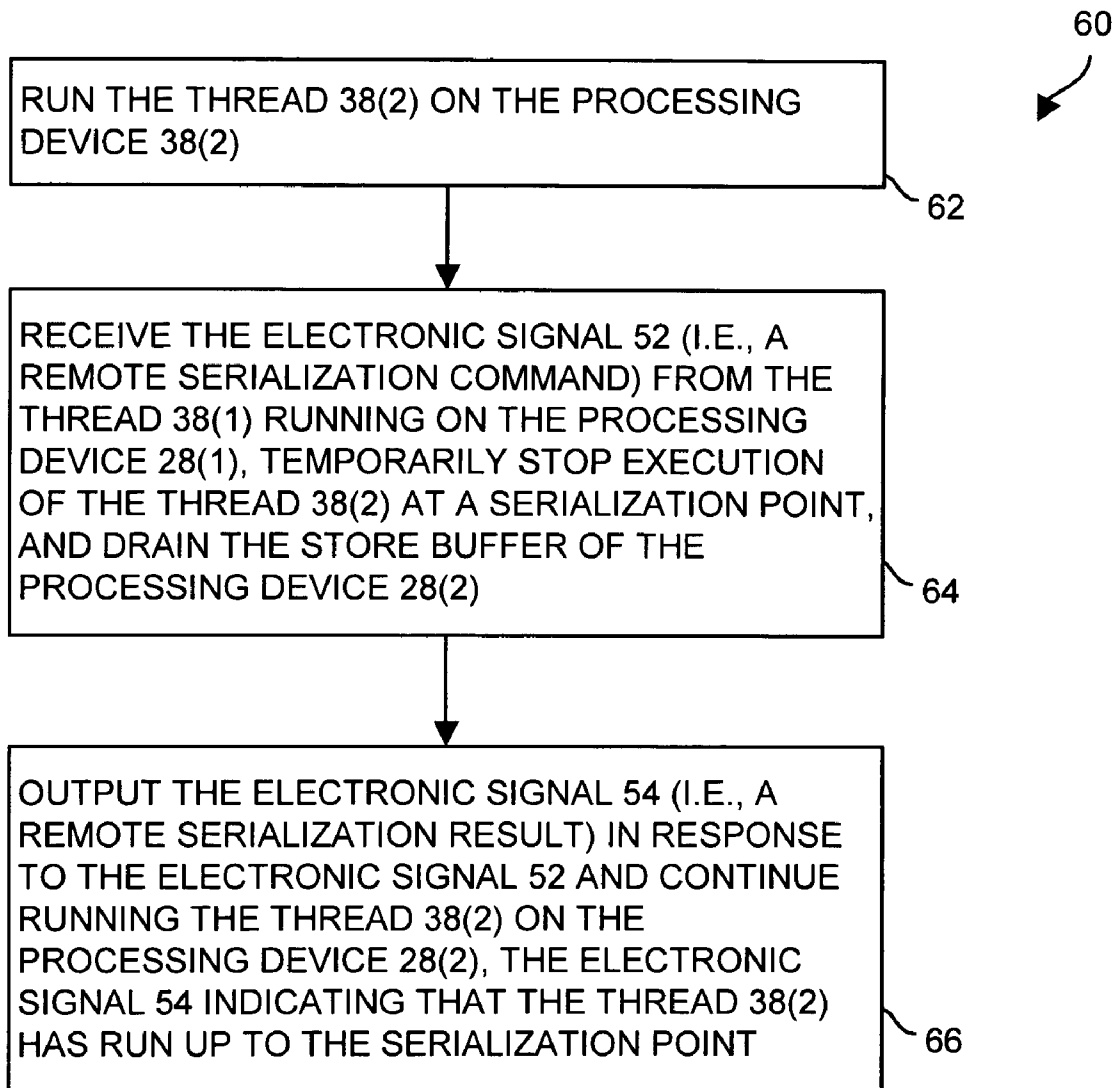 60
RUN THE THREAD 38(2) ON THE PROCESSING
DEVICE 38(2)
62
RECEIVE THE ELECTRONIC SIGNAL 52 (I.E., A
REMOTE SERIALIZATION COMMAND) FROM THE
THREAD 38(1) RUNNING ON THE PROCESSING
DEVICE 28(1), TEMPORARILY STOP EXECUTION
OF THE THREAD 38(2) AT A SERIALIZATION POINT,
AND DRAIN THE STORE BUFFER OF THE
PROCESSING DEVICE 28(2)
64
OUTPUT THE ELECTRONIC SIGNAL 54 (I.E., A
REMOTE SERIALIZATION RESULT) IN RESPONSE
TO THE ELECTRONIC SIGNAL 52 AND CONTINUE
RUNNING THE THREAD 38(2) ON THE
PROCESSING DEVICE 28(2), THE ELECTRONIC
SIGNAL 54 INDICATING THAT THE THREAD 38(2)
HAS RUN UP TO THE SERIALIZATION POINT
66